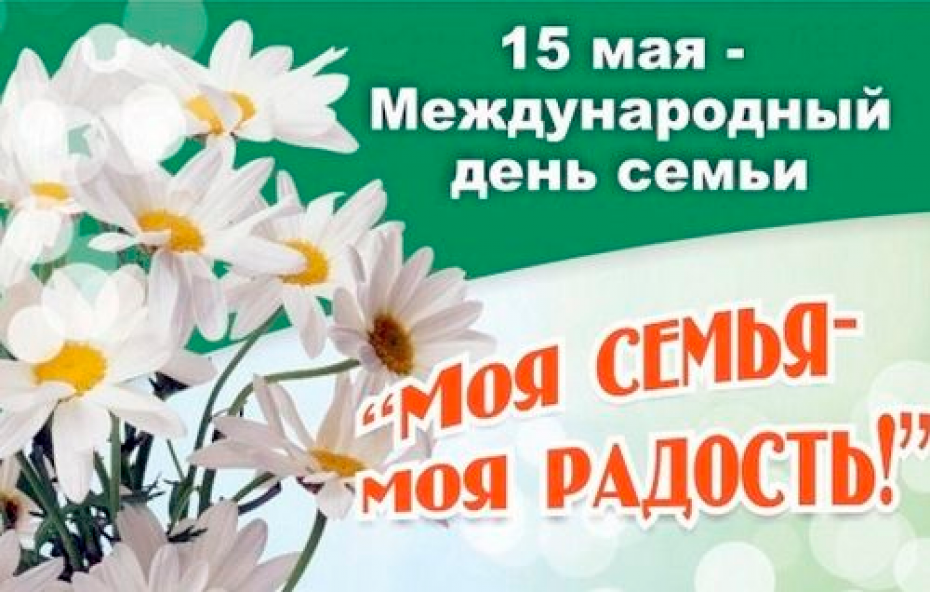 15 мая -
Международный
день семьи
“Моя СЕМЬЯ-
моя РАДОСТЬ!”